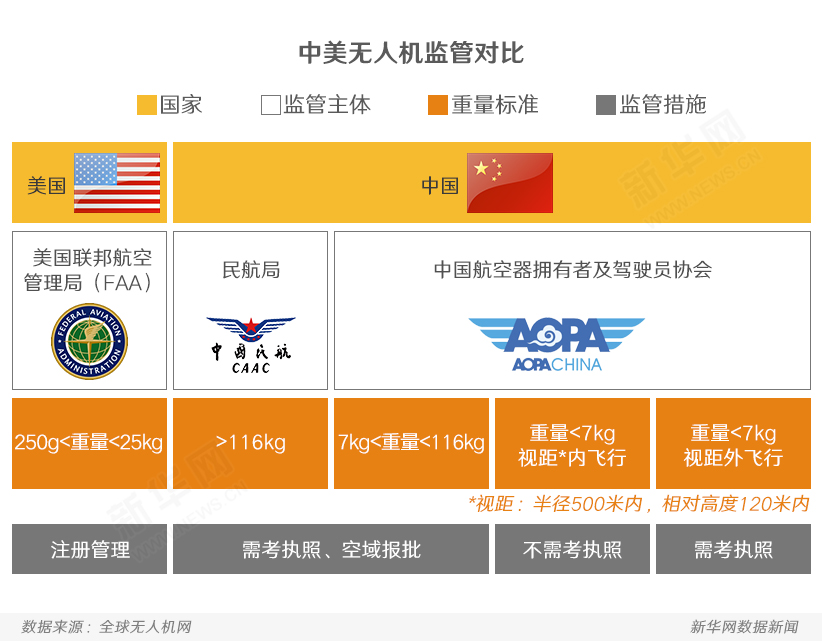 中美无人机监管对比
国家
监管主体
重量标准
监管措施
美国
中国
美国联邦航空
管理局（FAA）
FEDERAL AVIATION
ADMINISTRATION
民航局
中国民航
CAAC
中国航空器拥有者及驾驶员协会
AOPA
AOPA CHINA
250g<重量<25kg
>116kg
7kg<重量<116kg
重量<7kg
视距*内飞行
重量<7kg
视距外飞行
*视距：半径500米内，相对高度120米内
注册管理
需考执照、空域报批
不需考执照
需考执照
数据来源：全球无人机网
新华网数据新闻
新华网
WWW.NEWS.CN
新华网
WWW.NEWS.CN